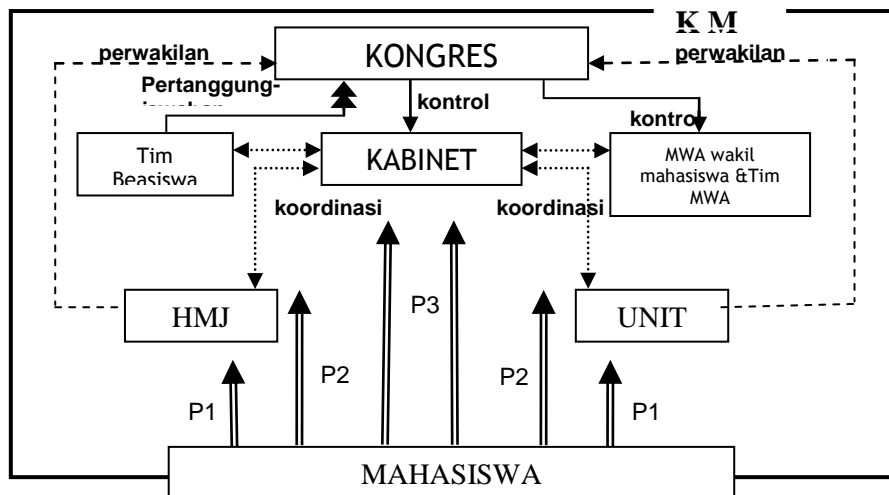 K M
perwakilan
perwakilan
KONGRES
Pertanggung-
kontrol
kontrol
Tim
Beasiswa
KABINET
MWA wakil
mahasiswa &Tim
MWA
koordinasi
koordinasi
HMJ
P3
UNIT
P2
P2
P1
P1
MAHASISWA